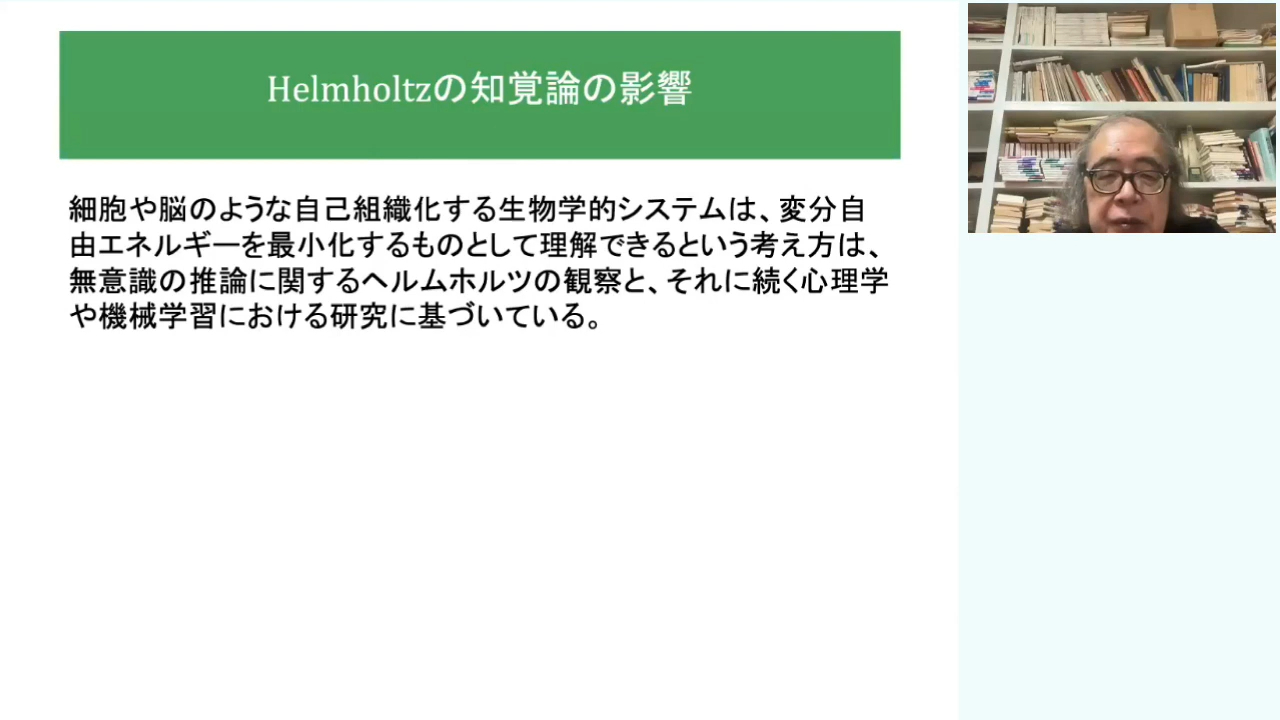 Helmholtzの知覚論の影響
細胞や脳のような自己組織化する生物学的システムは、変分自
由エネルギーを最小化するものとして理解できるという考え方は、
無意識の推論に関するヘルムホルツの観察と、それに続く心理学
や機械学習における研究に基づいている。